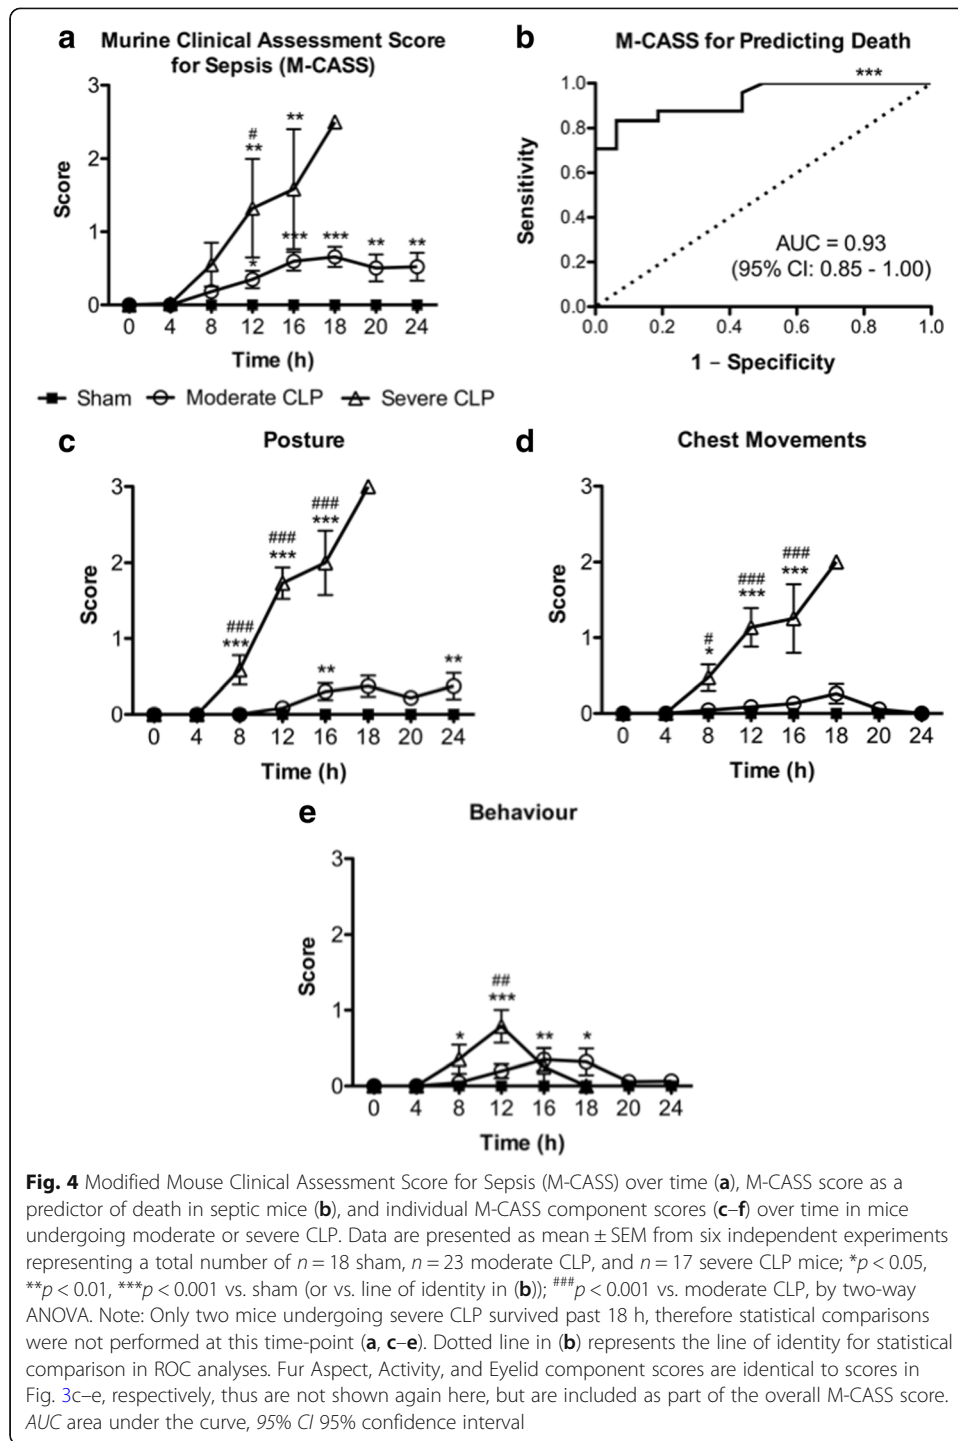 a Murine Clinical Assessment Score
for Sepsis (M-CASS)
3
2
1
0
Score
#
**
**
*
***
***
**
**
0 4 8 12 16 18 20 24
Time (h)
b M-CASS for Predicting Death
1.0
0.8
0.6
0.4
0.2
0.0
Sensitivity
***
AUC = 0.93
(95% CI: 0.85 - 1.00)
0.0 0.2 0.4 0.6 0.8 1.0
1 – Specificity
Sham Moderate CLP Severe CLP
c Posture
3
2
1
0
Score
###
***
###
***
###
***
**
**
0 4 8 12 16 18 20 24
Time (h)
d Chest Movements
3
2
1
0
Score
#
*
###
***
###
***
0 4 8 12 16 18 20 24
Time (h)
e Behaviour
3
2
1
0
Score
*
##
***
**
*
0 4 8 12 16 18 20 24
Time (h)
Fig. 4 Modified Mouse Clinical Assessment Score for Sepsis (M-CASS) over time (a), M-CASS score as a
predictor of death in septic mice (b), and individual M-CASS component scores (c–f) over time in mice
undergoing moderate or severe CLP. Data are presented as mean ± SEM from six independent experiments
representing a total number of n = 18 sham, n = 23 moderate CLP, and n = 17 severe CLP mice; *p < 0.05,
**p < 0.01, ***p < 0.001 vs. sham (or vs. line of identity in (b)); ###p < 0.001 vs. moderate CLP, by two-way
ANOVA. Note: Only two mice undergoing severe CLP survived past 18 h, therefore statistical comparisons
were not performed at this time-point (a, c–e). Dotted line in (b) represents the line of identity for statistical
comparison in ROC analyses. Fur Aspect, Activity, and Eyelid component scores are identical to scores in
Fig. 3c–e, respectively, thus are not shown again here, but are included as part of the overall M-CASS score.
AUC area under the curve, 95% CI 95% confidence interval